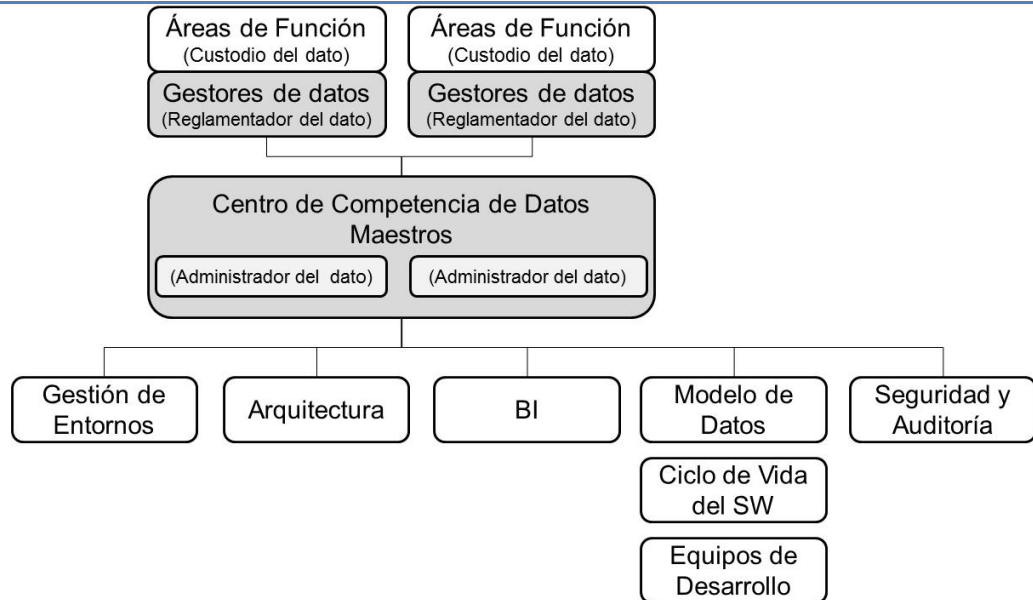 Áreas de Función
(Custodio del dato)
Gestores de datos
(Reglamentador del dato)
Áreas de Función
(Custodio del dato)
Gestores de datos
(Reglamentador del dato)
Centro de Competencia de Datos
Maestros
(Administrador del dato)
(Administrador del dato)
Gestión de
Entornos
Arquitectura
BI
Modelo de
Datos
Ciclo de Vida
del SW
Equipos de
Desarrollo
Seguridad y
Auditoría